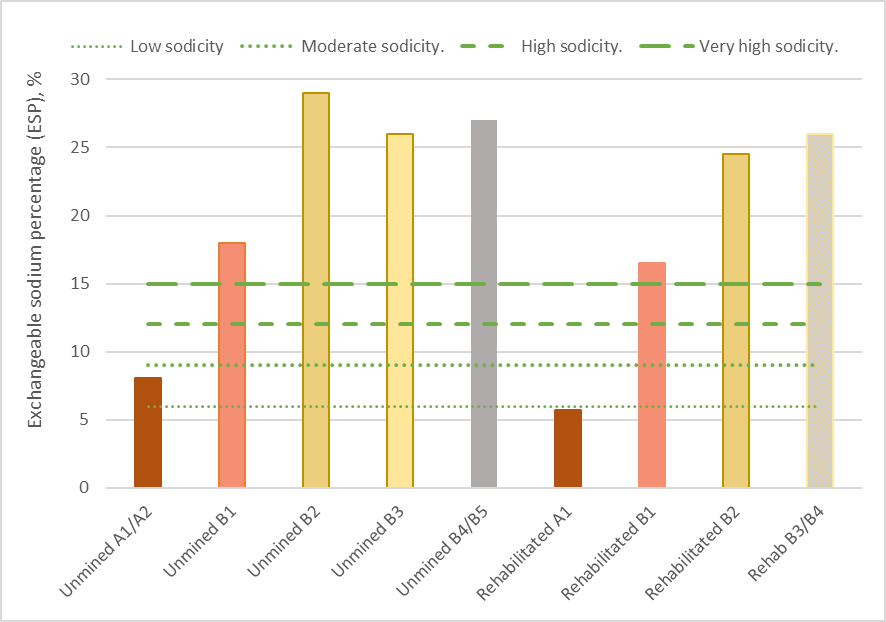 Low sodicity Moderate sodicity. High sodicity. Very high sodicity.
Exchangeable sodium percentage (ESP), %
30
25
20
15
10
5
0
Unmined A1/A2
Unmined B1
Unmined B2
Unmined B3
Unmined B4/B5
Rehabilitated A1
Rehabilitated B1
Rehabilitated B2
Rehab B3/B4